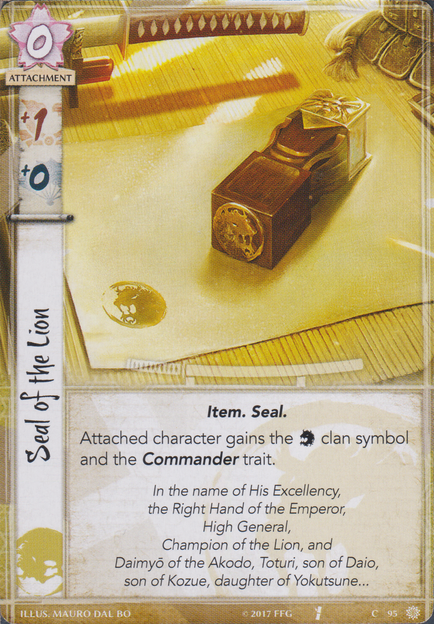 0
ATTACHMENT
+1
+0
Seal of the Lion
Item. Seal.
Attached character gains the clan symbol
and the Commander trait.
In the name of His Excellency,
the Right Hand of the Emperor,
High General,
Champion of the Lion, and
Daimyō of the Akodo, Toturi, son of Daio,
son of Kozue, daughter of Yokutsune...
ILLUS. MAURO DAL BO
© 2017 FFG
C 95